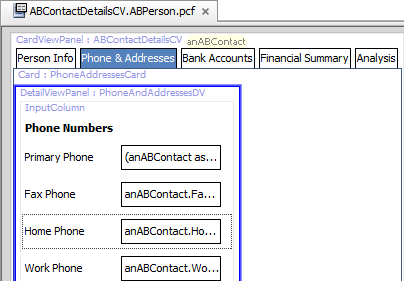 ABContactDetailsCV.ABPerson.pcf
CardViewPanel : ABContactDetailsCV anABContact
Person Info Phone & Addresses Bank Accounts Financial Summary Analysis
Card : PhoneAddressesCard
DetailViewPanel : PhoneAndAddressesDV
InputColumn
Phone Numbers
Primary Phone (anABContact as...
Fax Phone anABContact.Fa...
Home Phone anABContact.Ho...
Work Phone anABContact.Wo...